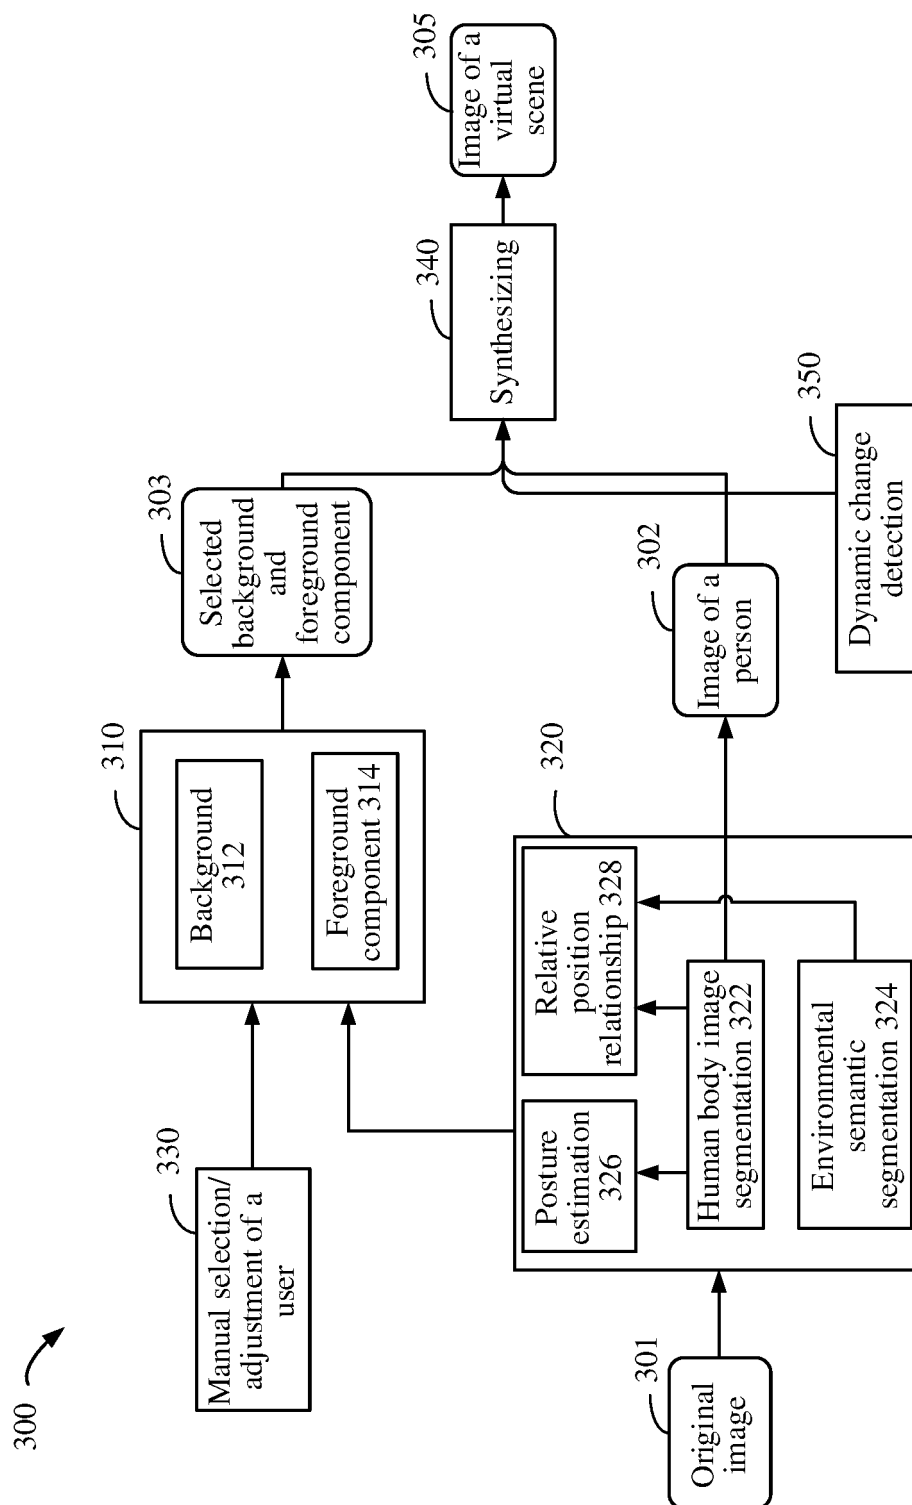 300
330
Manual selection/
adjustment of a
user
310
Background
312
Foreground
component 314
303
Selected
background
and
foreground
component
340
Synthesizing
305
Image of a
virtual
scene
301
Original
image
320
Posture
estimation
326
Relative
position
relationship 328
Human body image
segmentation 322
Environmental
semantic
segmentation 324
302
Image of a
person
350
Dynamic change
detection